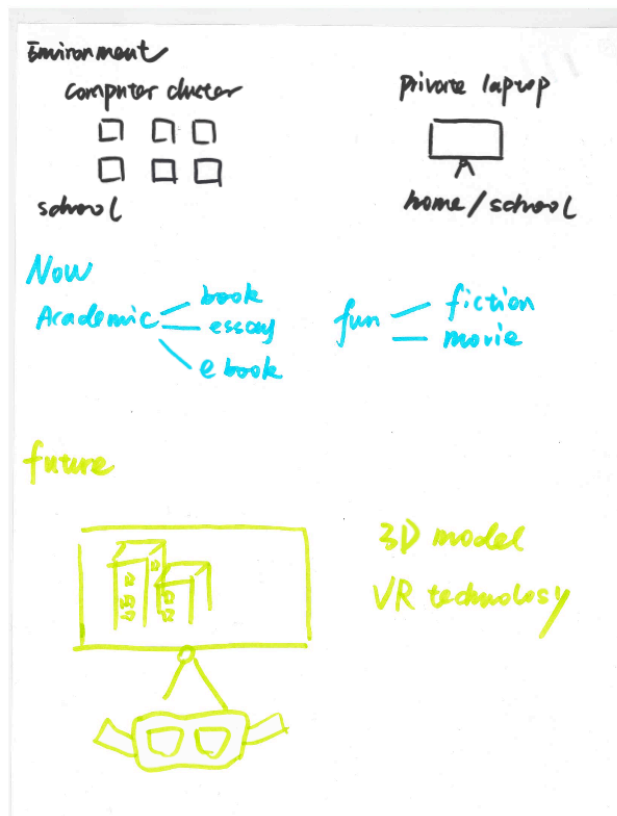 Environment
computer cluster
private laptop
school
home/school
Now
Academic
book
essay
ebook
fun
fiction
movie
future
3D model
VR technology